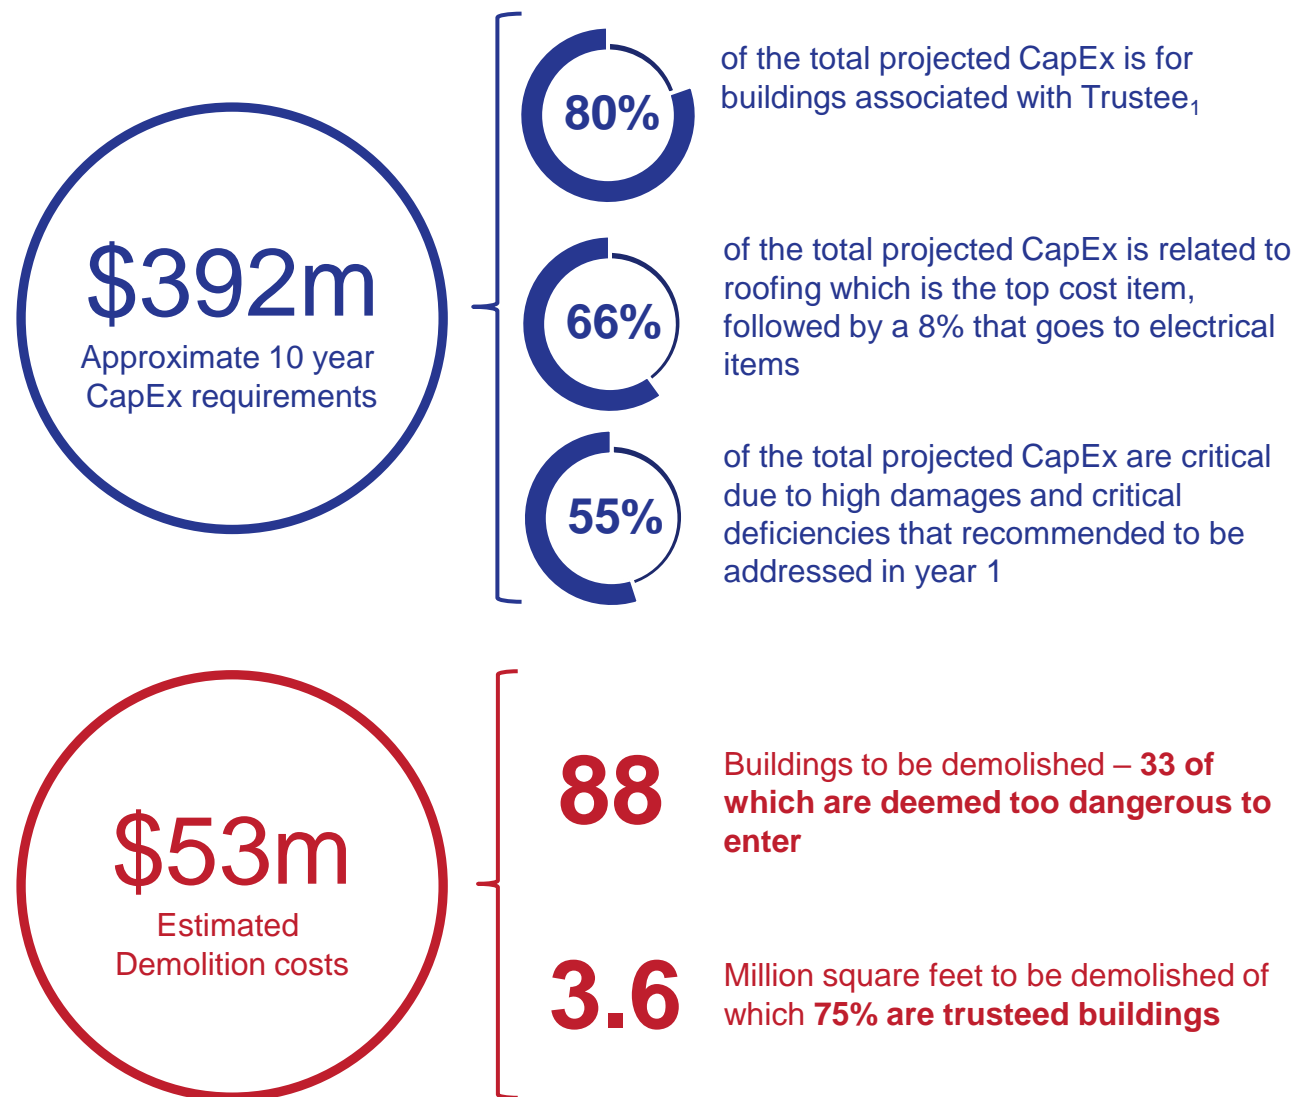 $392m
Approximate 10 year
CapEx requirements
80%
of the total projected CapEx is for
buildings associated with Trustee₁
66%
of the total projected CapEx is related to
roofing which is the top cost item,
followed by a 8% that goes to electrical
items
55%
of the total projected CapEx are critical
due to high damages and critical
deficiencies that recommended to be
addressed in year 1
$53m
Estimated
Demolition costs
88
Buildings to be demolished – 33 of
which are deemed too dangerous to
enter
3.6
Million square feet to be demolished of
which 75% are trusteed buildings